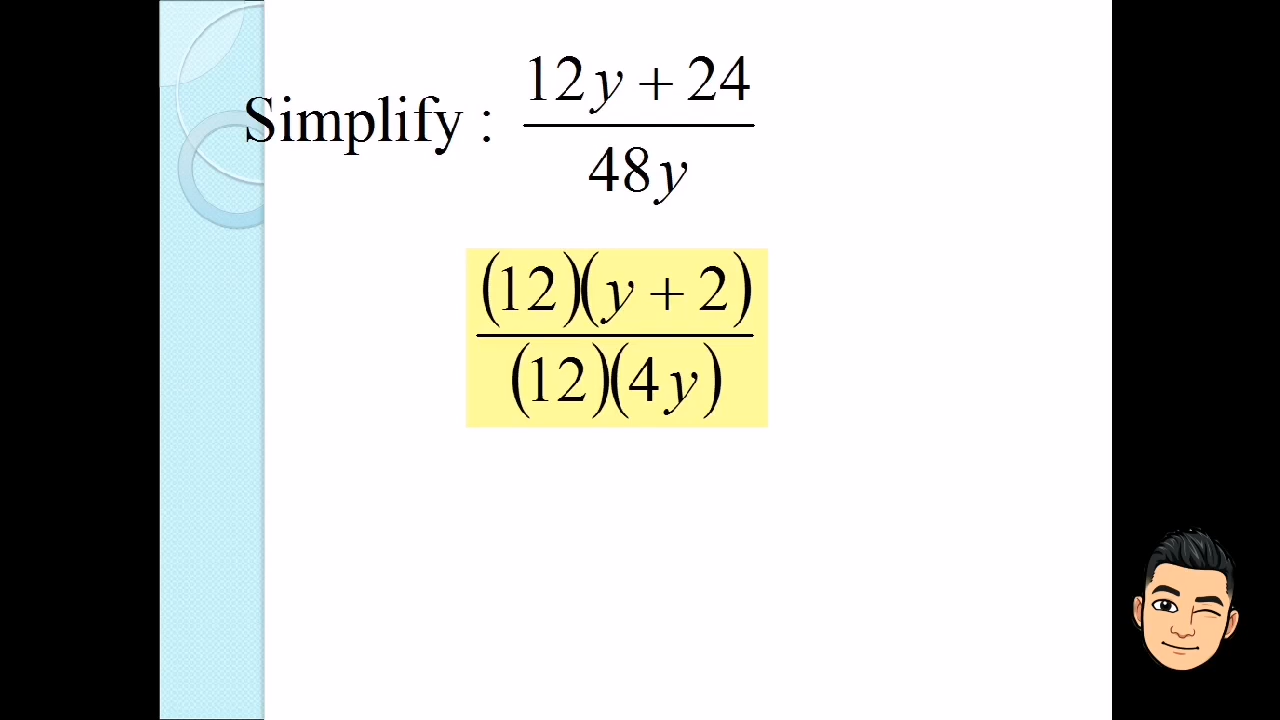 Simplify : 12y + 24
48y
(12)(y + 2)
(12)(4y)